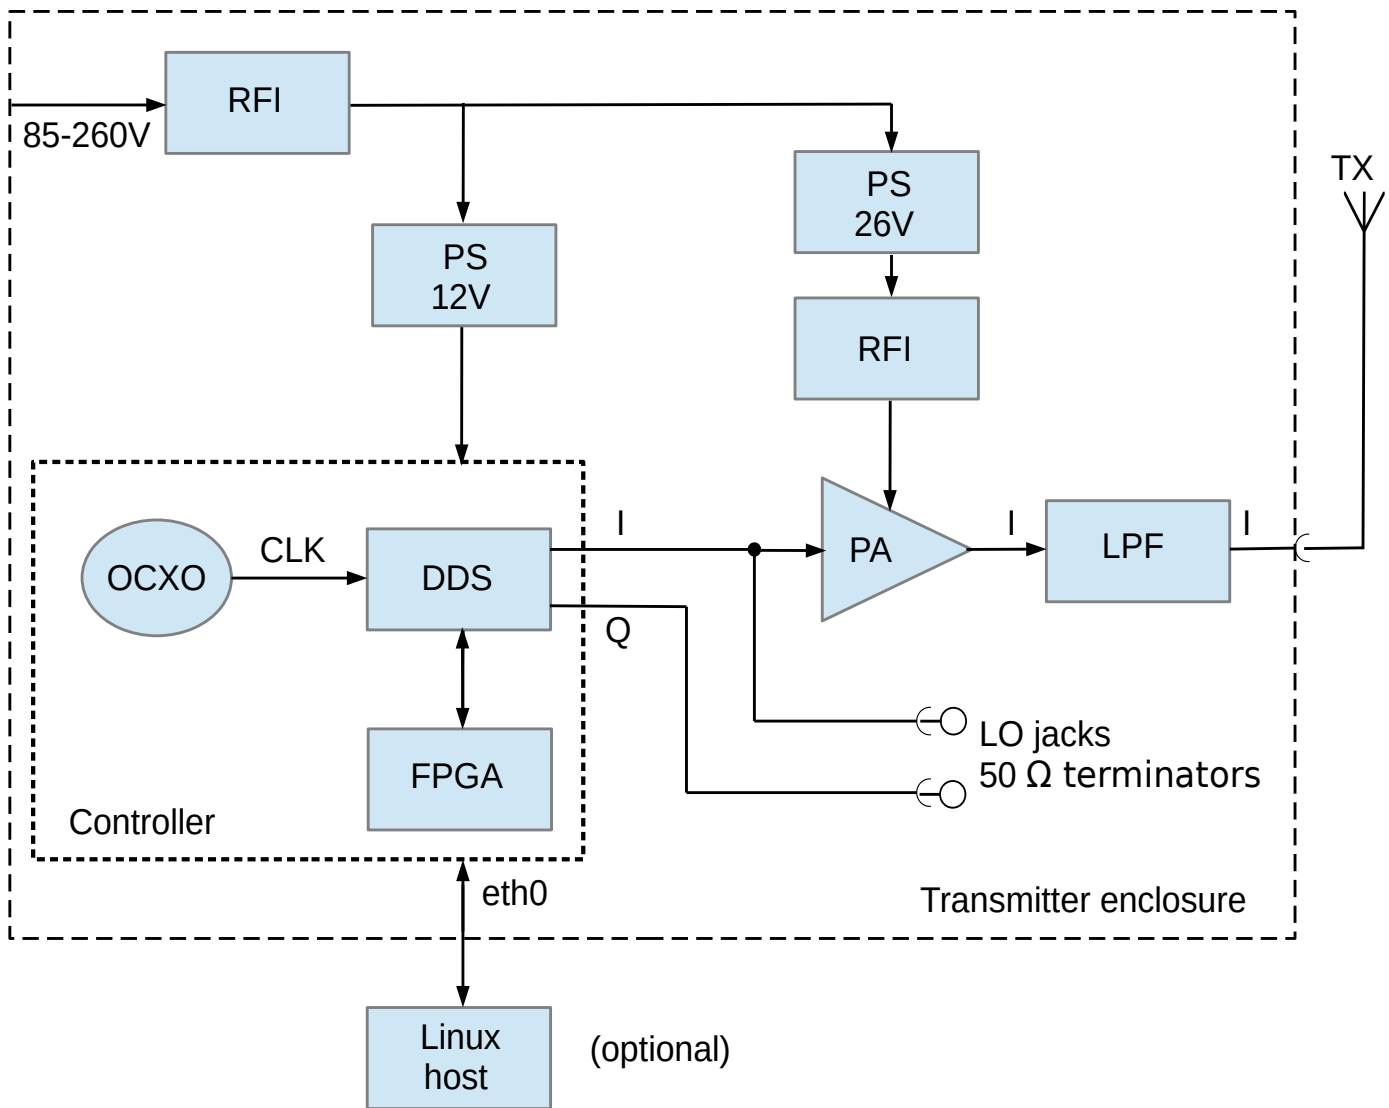 RFI
85-260V
PS
26V
TX
PS
12V
RFI
I
I
I
CLK
PA
LPF
OCXO
DDS
Q
LO jacks
50 Ω terminators
FPGA
Controller
eth0
Transmitter enclosure
Linux
host
(optional)